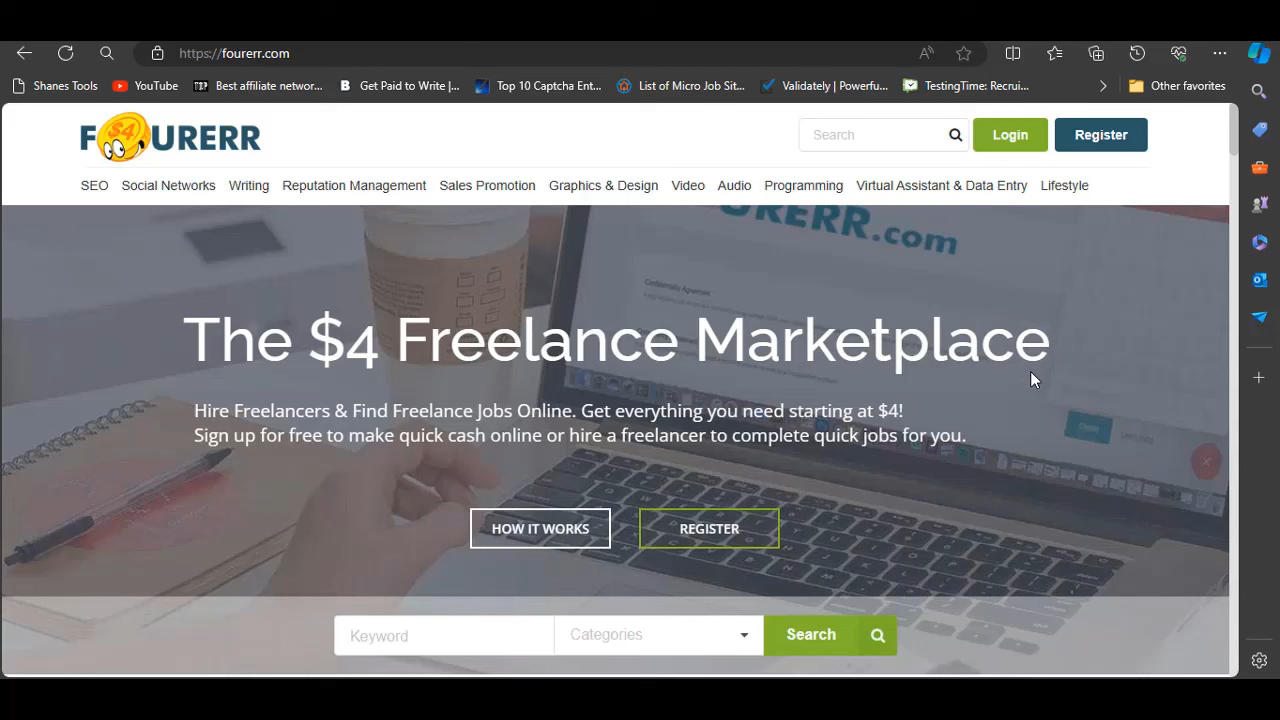 https://fourerr.com
Shanes Tools
YouTube
Best affiliate networ...
Get Paid to Write |...
Top 10 Captcha Ent...
List of Micro Job Sit...
Validately | Powerfu...
TestingTime: Recrui...
Other favorites
F$4URERR
Search
Login
Register
SEO
Social Networks
Writing
Reputation Management
Sales Promotion
Graphics & Design
Video
Audio
Programming
Virtual Assistant & Data Entry
Lifestyle
URERR.com
The $4 Freelance Marketplace
Hire Freelancers & Find Freelance Jobs Online. Get everything you need starting at $4!
Sign up for free to make quick cash online or hire a freelancer to complete quick jobs for you.
HOW IT WORKS
REGISTER
Keyword
Categories
Search